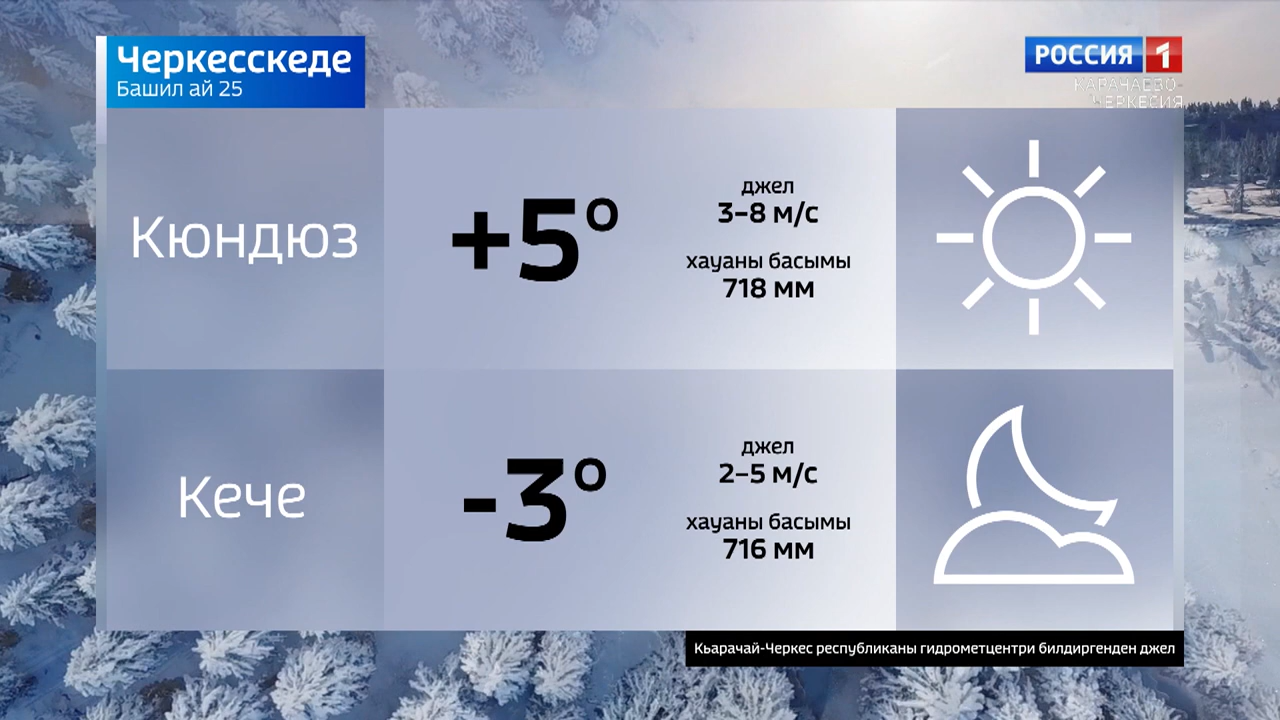 Черкесскеде
Башил ай 25
РОССИЯ 1
КАРАЧАЕВО-
ЧЕРКЕСИЯ
Кюндюз
+5°
джел
3-8 м/с
хауаны басымы
718 мм
Кече
-3°
джел
2-5 м/с
хауаны басымы
716 мм
Кьарачай-Черкес республиканы гидрометцентри билдиргенден джел